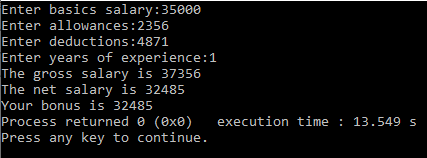 Enter basics salary:35000
Enter allowances:2356
Enter deductions:4871
Enter years of experience:1
The gross salary is 37356
The net salary is 32485
Your bonus is 32485
Process returned 0 (0x0)   execution time : 13.549 s
Press any key to continue.